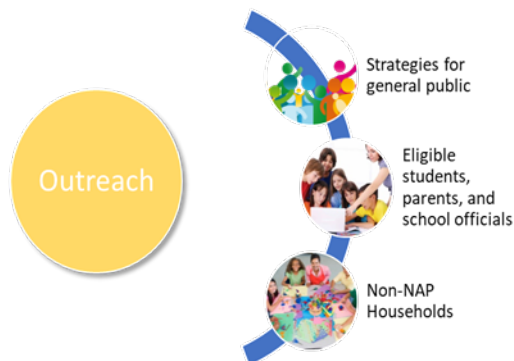 Outreach
Strategies for
general public
Eligible
students,
parents, and
school officials
Non-NAP
Households